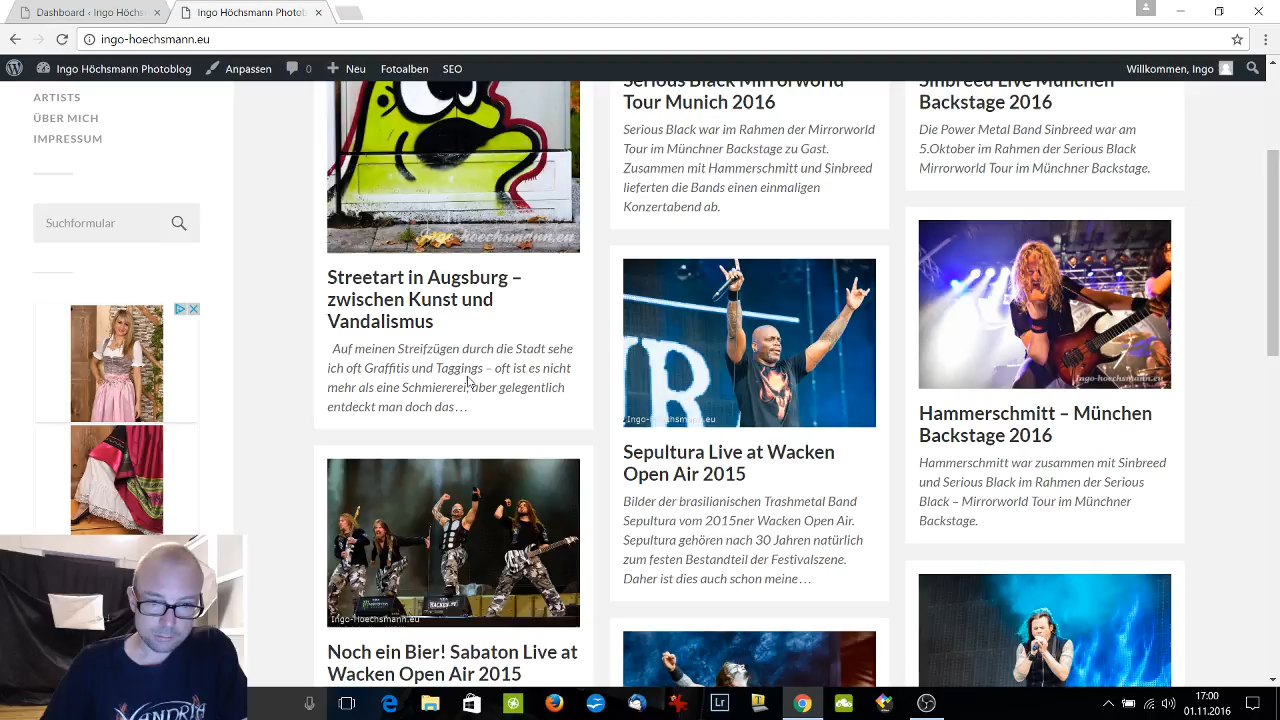 Dashboard ‹ Ingo Höchs
Ingo Höchsmann Photobl
ingo-hoechsmann.eu
Ingo Höchsmann Photoblog
Anpassen
0
Neu
Fotoalben
SEO
Willkommen, Ingo
ARTISTS
ÜBER MICH
IMPRESSUM
Suchformular
Ingo-hoechsmann.eu
Streetart in Augsburg –
zwischen Kunst und
Vandalismus
Auf meinen Streifzügen durch die Stadt sehe
ich oft Graffitis und Taggings – oft ist es nicht
mehr als eine Schmiererei, aber gelegentlich
entdeckt man doch das…
Ingo-Hoechsmann.eu
Noch ein Bier! Sabaton Live at
Wacken Open Air 2015
Serious Black Mirrorworld
Tour Munich 2016
Serious Black war im Rahmen der Mirrorworld
Tour im Münchner Backstage zu Gast.
Zusammen mit Hammerschmitt und Sinbreed
lieferten die Bands einen einmaligen
Konzertabend ab.
Ingo-Hoechsmann.eu
Sepultura Live at Wacken
Open Air 2015
Bilder der brasilianischen Trashmetal Band
Sepultura vom 2015ner Wacken Open Air.
Sepultura gehören nach 30 Jahren natürlich
zum festen Bestandteil der Festivalszene.
Daher ist dies auch schon meine…
Sinbreed Live München
Backstage 2016
Die Power Metal Band Sinbreed war am
5.Oktober im Rahmen der Serious Black
Mirrorworld Tour im Münchner Backstage.
Ingo-hoechsmann.eu
Hammerschmitt – München
Backstage 2016
Hammerschmitt war zusammen mit Sinbreed
und Serious Black im Rahmen der Serious
Black – Mirrorworld Tour im Münchner
Backstage.
Lr
17:00
01.11.2016